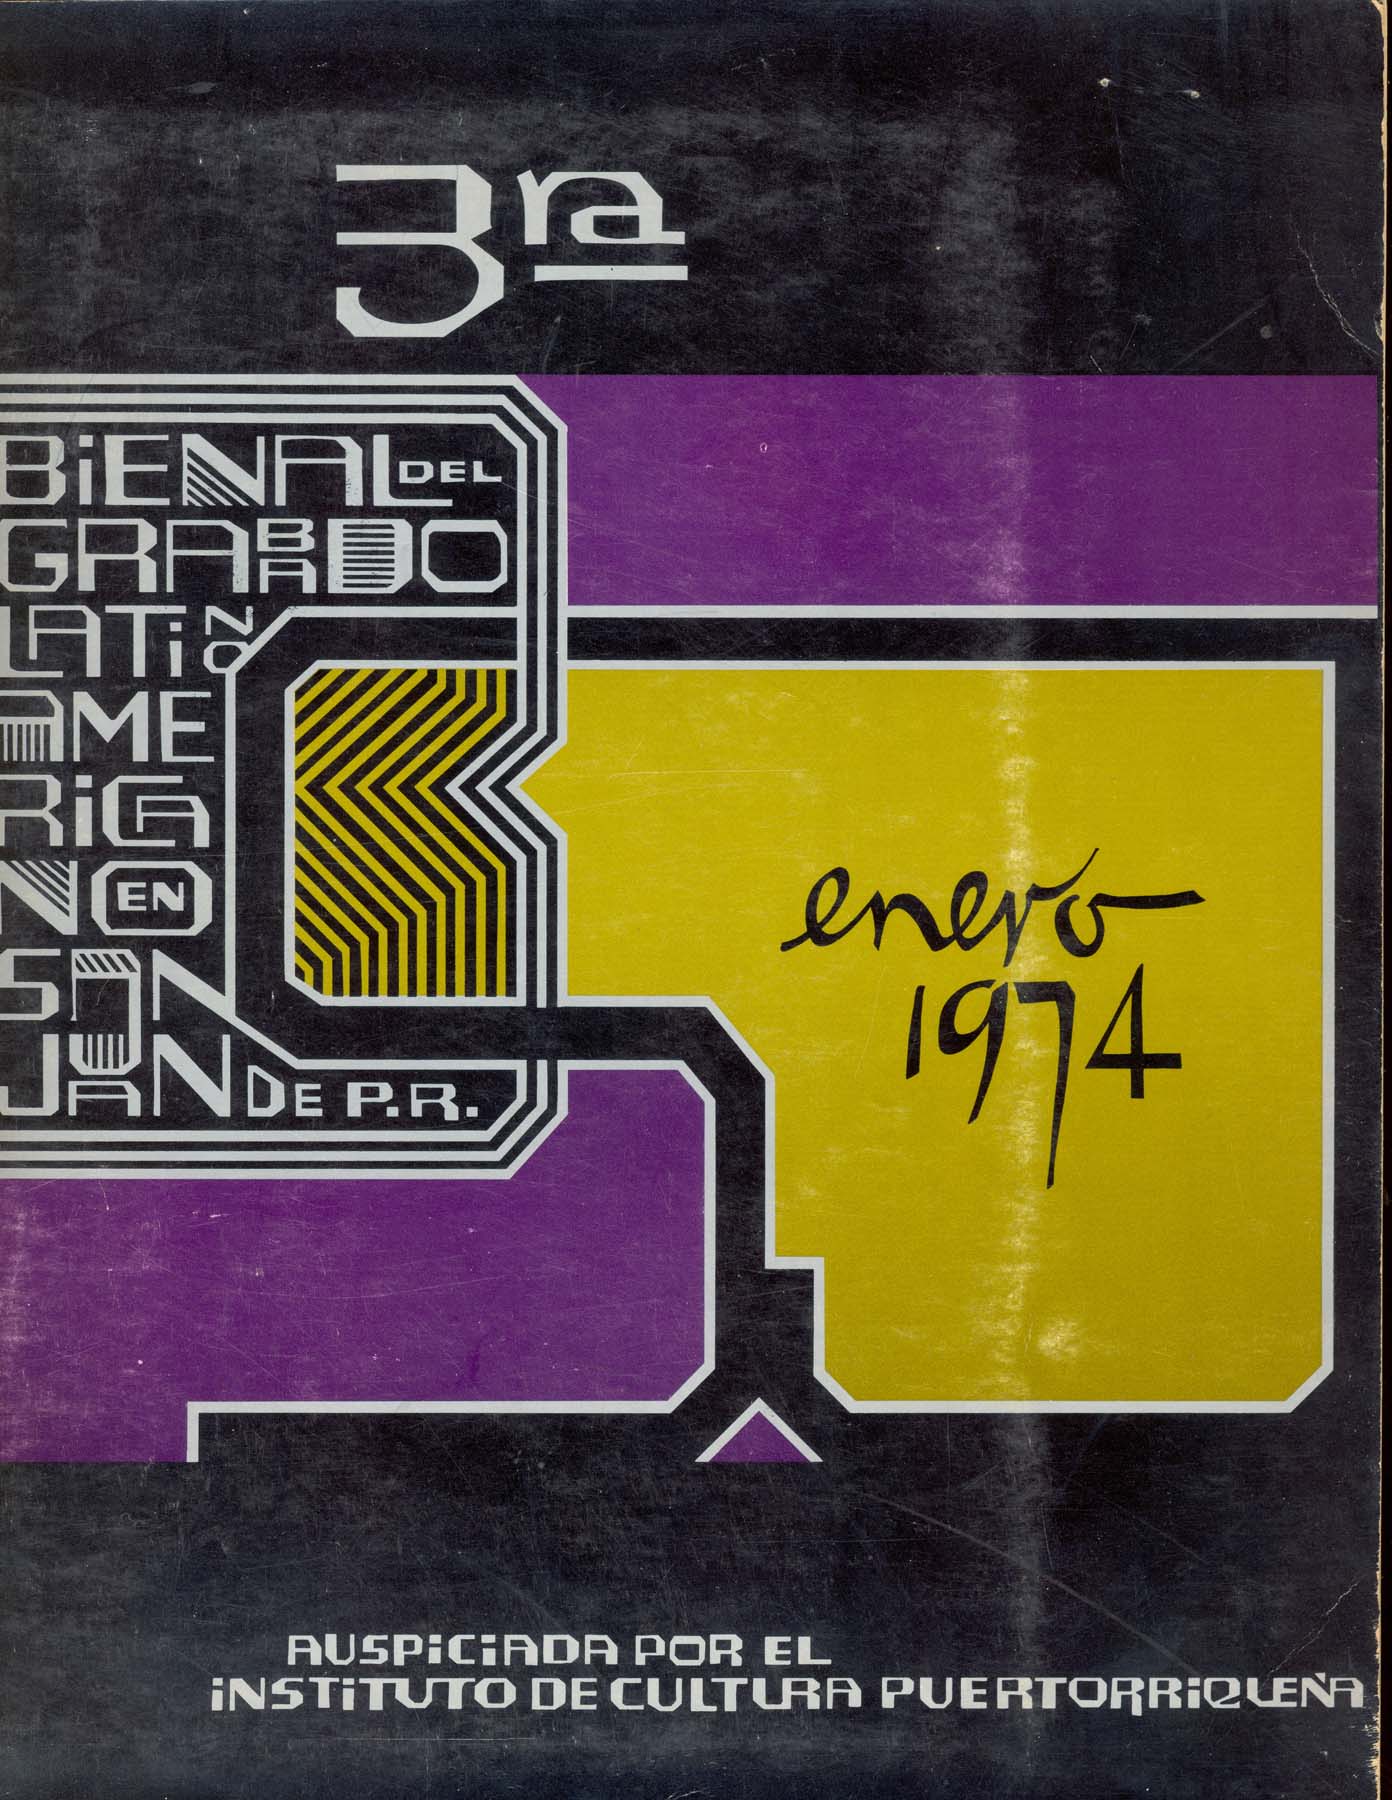 3ra
BiENAL DEL
GRABADO
LATiNO
AME
RiCA
NO EN
SAN
JUAN DE P.R.
enero
1974
AUSPiCiADA POR EL
iNSTiTUTO DE CULTURA PUERTORRiQUEÑA